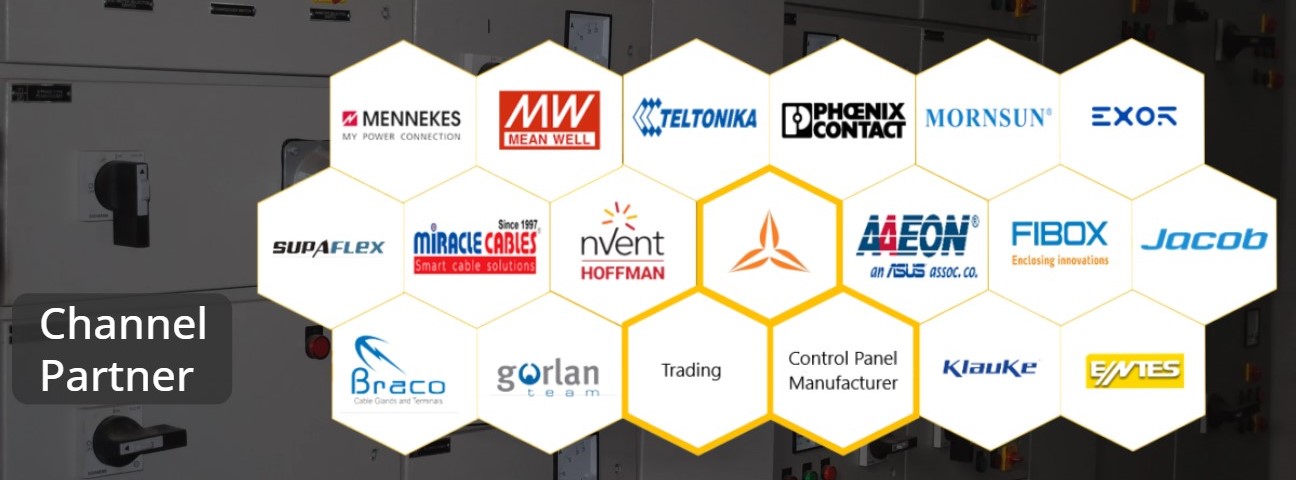 MENNEKES
MY POWER CONNECTION
MW
MEAN WELL
TELTONIKA
PHŒNIX
CONTACT
MORNSUN®
EXOR
SUPAFLEX
Since 1997
MIRACLE CABLES
Smart cable solutions
nVent
HOFFMAN
AAEON®
an ASUS assoc. co.
FIBOX
Enclosing innovations
Jacob
Channel
Partner
Braco
Cable Glands and Terminals
gorlan
team
Trading
Control Panel
Manufacturer
Klauke
ENTES